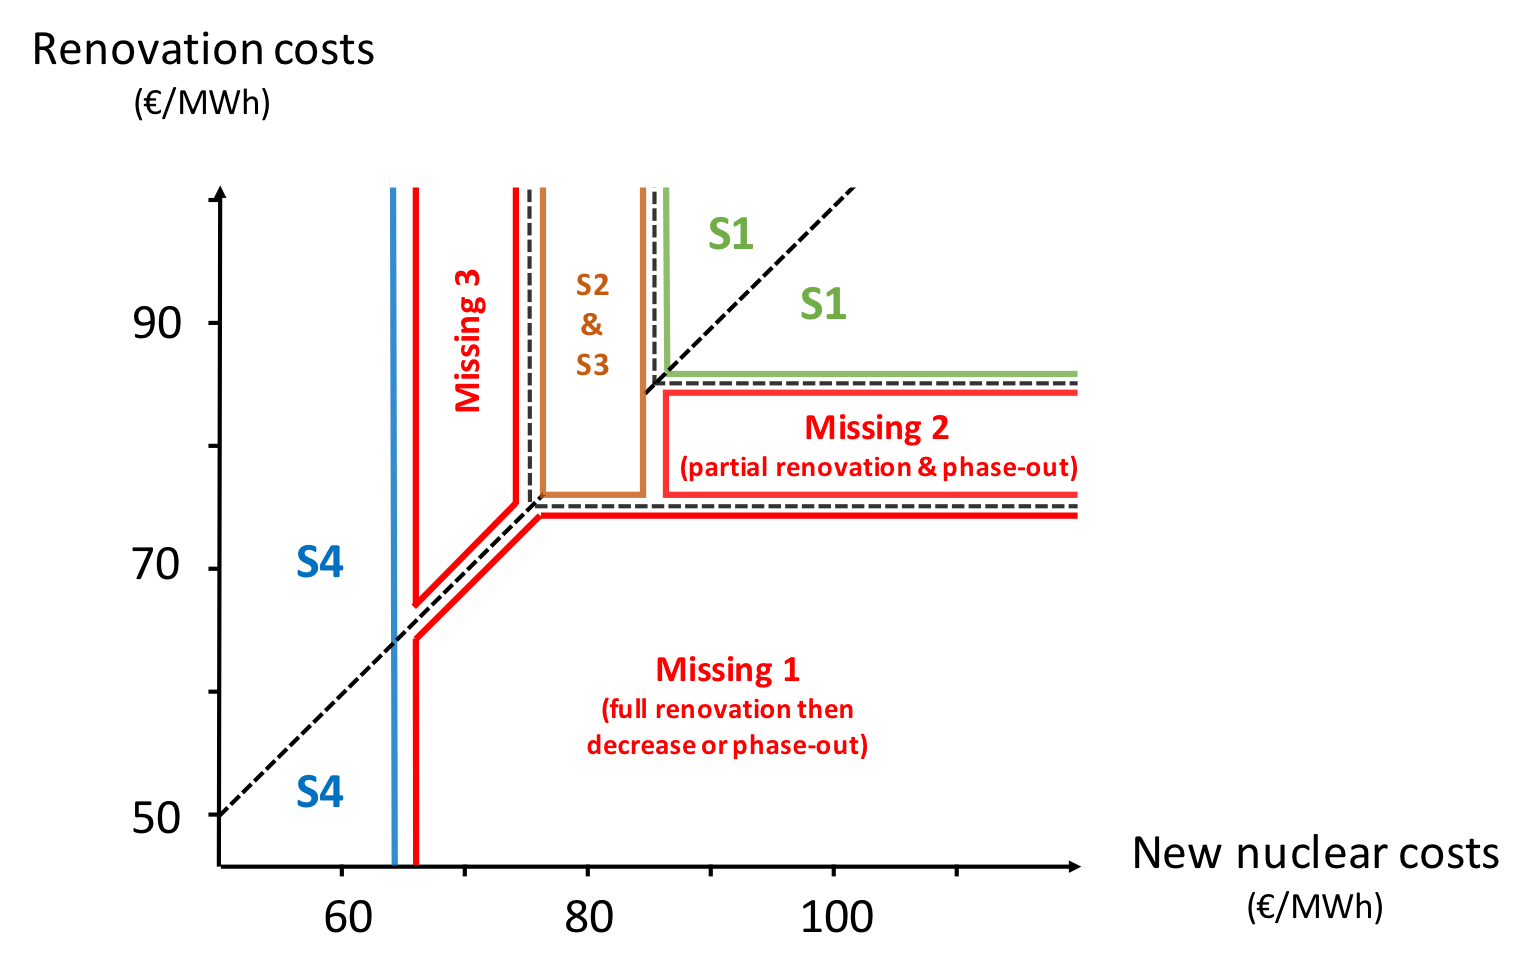 Renovation costs
(€/MWh)
S1
S1
S2
&
S3
Missing 3
90
Missing 2
(partial renovation & phase-out)
70
S4
Missing 1
(full renovation then
decrease or phase-out)
S4
50
New nuclear costs
(€/MWh)
60
80
100